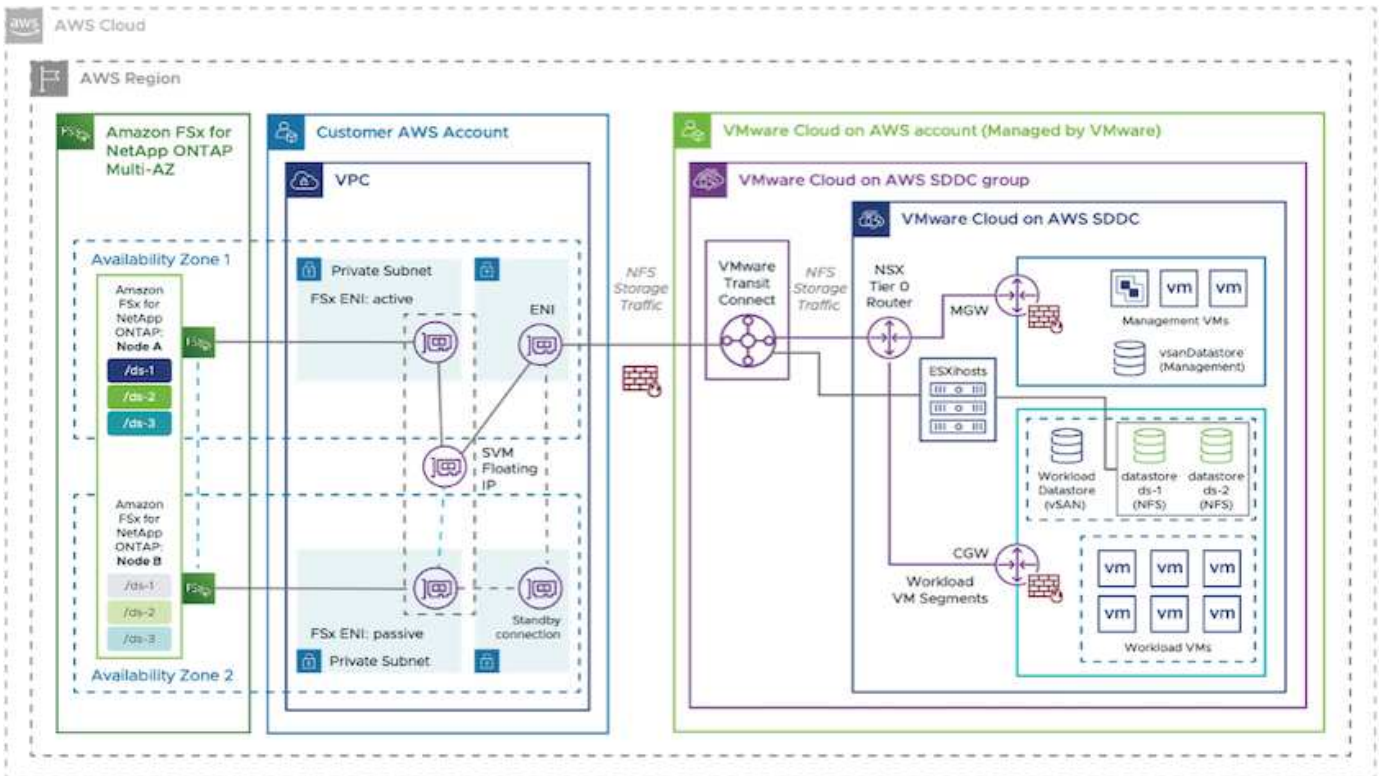 aws
AWS Cloud
AWS Region
FSx
Amazon FSx for
NetApp ONTAP
Multi-AZ
Customer AWS Account
VPC
VMware Cloud on AWS account (Managed by VMware)
VMware Cloud on AWS SDDC group
VMware Cloud on AWS SDDC
Availability Zone 1
Amazon
FSx for
NetApp
ONTAP:
Node A
/ds-1
/ds-2
/ds-3
FSx
Private Subnet
FSx ENI: active
ENI
SVM
Floating
IP
Amazon
FSx for
NetApp
ONTAP:
Node B
/ds-1
/ds-2
/ds-3
FSx
FSx ENI: passive
Private Subnet
Standby
connection
Availability Zone 2
NFS
Storage
Traffic
VMware
Transit
Connect
NFS
Storage
Traffic
NSX
Tier 0
Router
MGW
vm
vm
Management VMs
vsanDatastore
(Management)
ESXihosts
Workload
Datastore
(vSAN)
datastore
ds-1
(NFS)
datastore
ds-2
(NFS)
CGW
Workload
VM Segments
vm
vm
vm
vm
vm
vm
Workload VMs